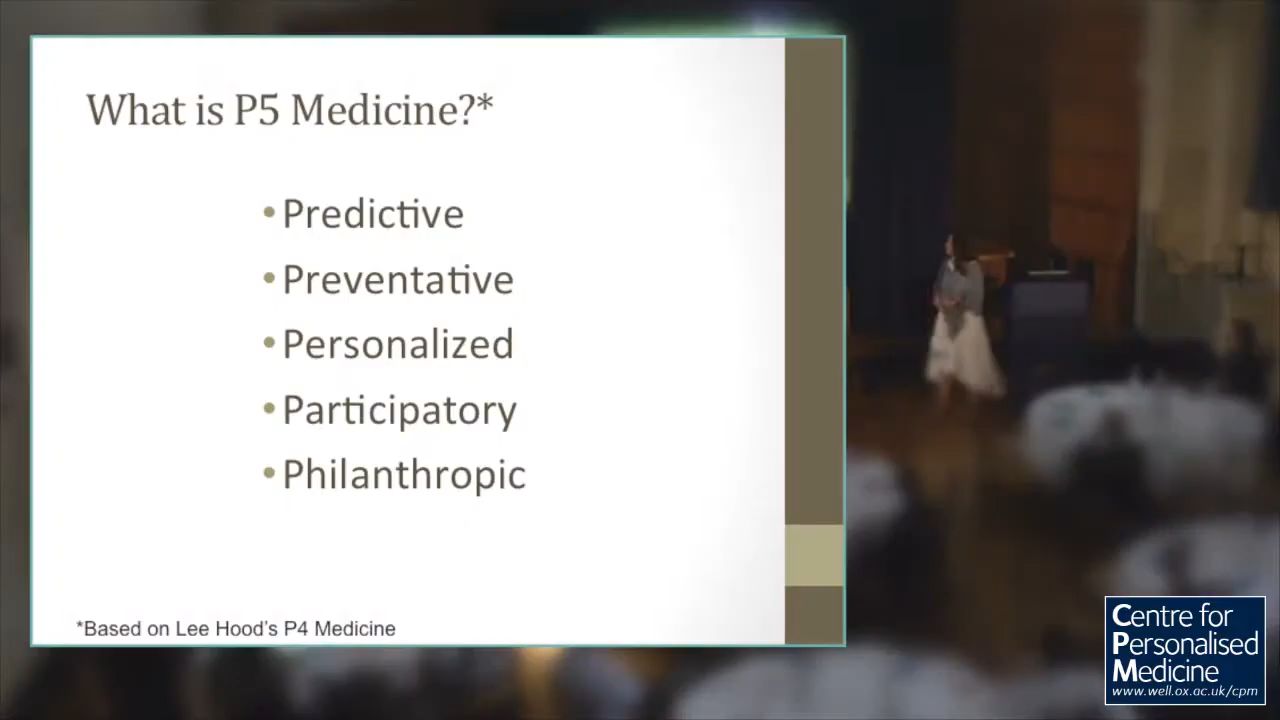 What is P5 Medicine?*
• Predictive
• Preventative
• Personalized
• Participatory
• Philanthropic
*Based on Lee Hood's P4 Medicine
Centre for
Personalised
Medicine
www.well.ox.ac.uk/cpm